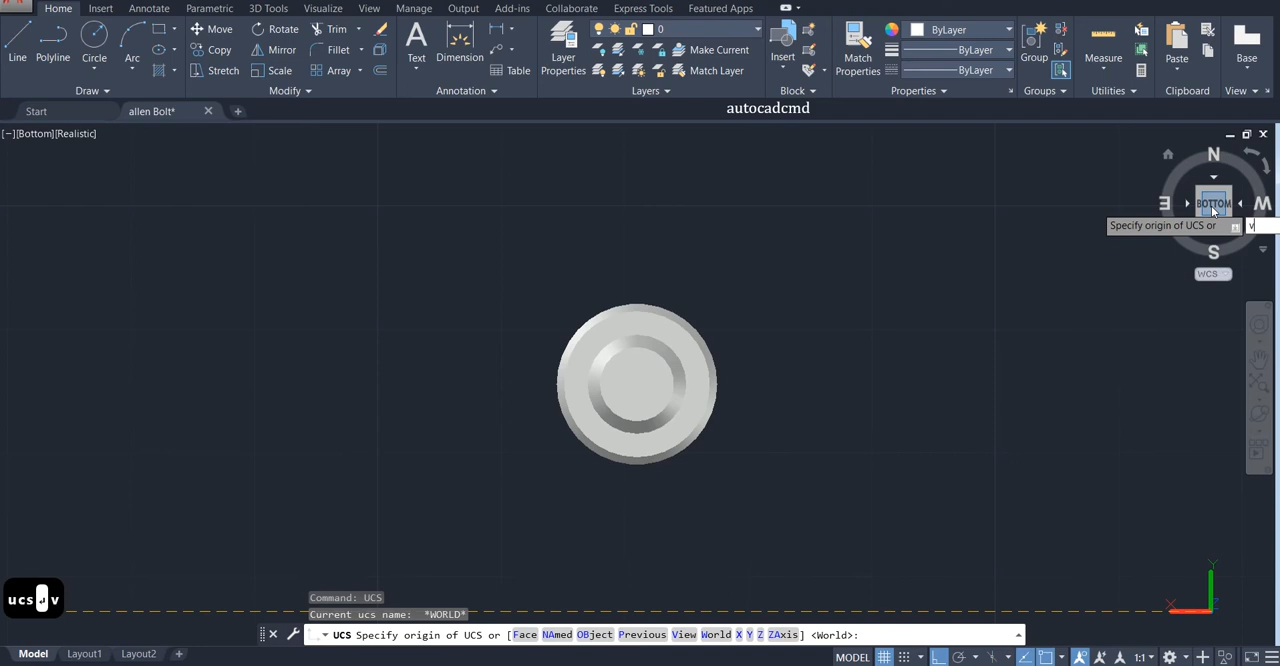 Home Insert Annotate Parametric 3D Tools Visualize View Manage Output Add-ins Collaborate Express Tools Featured Apps
Line Polyline Circle Arc
Move Rotate Trim
Copy Mirror Fillet
Stretch Scale Array
Text Dimension Table
Layer Properties
0
Make Current
Match Layer
Insert
Match Properties
ByLayer
ByLayer
ByLayer
Group Measure Paste Base
Draw Modify Annotation Layers Block Properties Groups Utilities Clipboard View
Start allen Bolt*
autocadcmd
[−][Bottom][Realistic]
N
E BOTTOM W
Specify origin of UCS or v
S
WCS
Y
X Z
ucs v
Command: UCS
Current ucs name: *WORLD*
UCS Specify origin of UCS or [Face NAmed OBject Previous View World X Y Z ZAxis] <World>:
Model Layout1 Layout2
MODEL 1:1